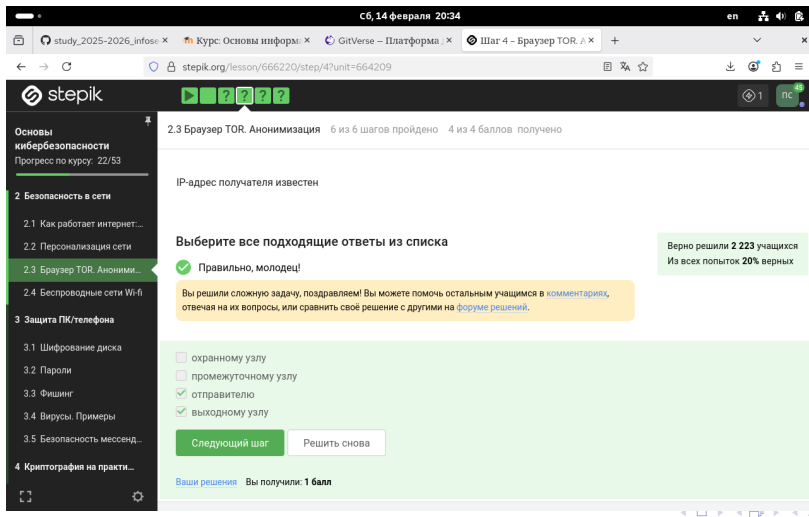 Сб, 14 февраля 20:34
en
study_2025-2026_infose
Курс: Основы информ
GitVerse – Платформа
Шаг 4 – Браузер TOR. А
stepik.org/lesson/666220/step/4?unit=664209
stepik
? ? ? ?
1
ПС
45
Основы
кибербезопасности
Прогресс по курсу: 22/53
2 Безопасность в сети
2.1 Как работает интернет:...
2.2 Персонализация сети
2.3 Браузер TOR. Аноними...
2.4 Беспроводные сети Wi-fi
3 Защита ПК/телефона
3.1 Шифрование диска
3.2 Пароли
3.3 Фишинг
3.4 Вирусы. Примеры
3.5 Безопасность мессенд...
4 Криптография на практи...
2.3 Браузер TOR. Анонимизация 6 из 6 шагов пройдено 4 из 4 баллов получено
IP-адрес получателя известен
Выберите все подходящие ответы из списка
Правильно, молодец!
Верно решили 2 223 учащихся
Из всех попыток 20% верных
Вы решили сложную задачу, поздравляем! Вы можете помочь остальным учащимся в комментариях,
отвечая на их вопросы, или сравнить своё решение с другими на форуме решений.
охранному узлу
промежуточному узлу
отправителю
выходному узлу
Следующий шаг
Решить снова
Ваши решения Вы получили: 1 балл